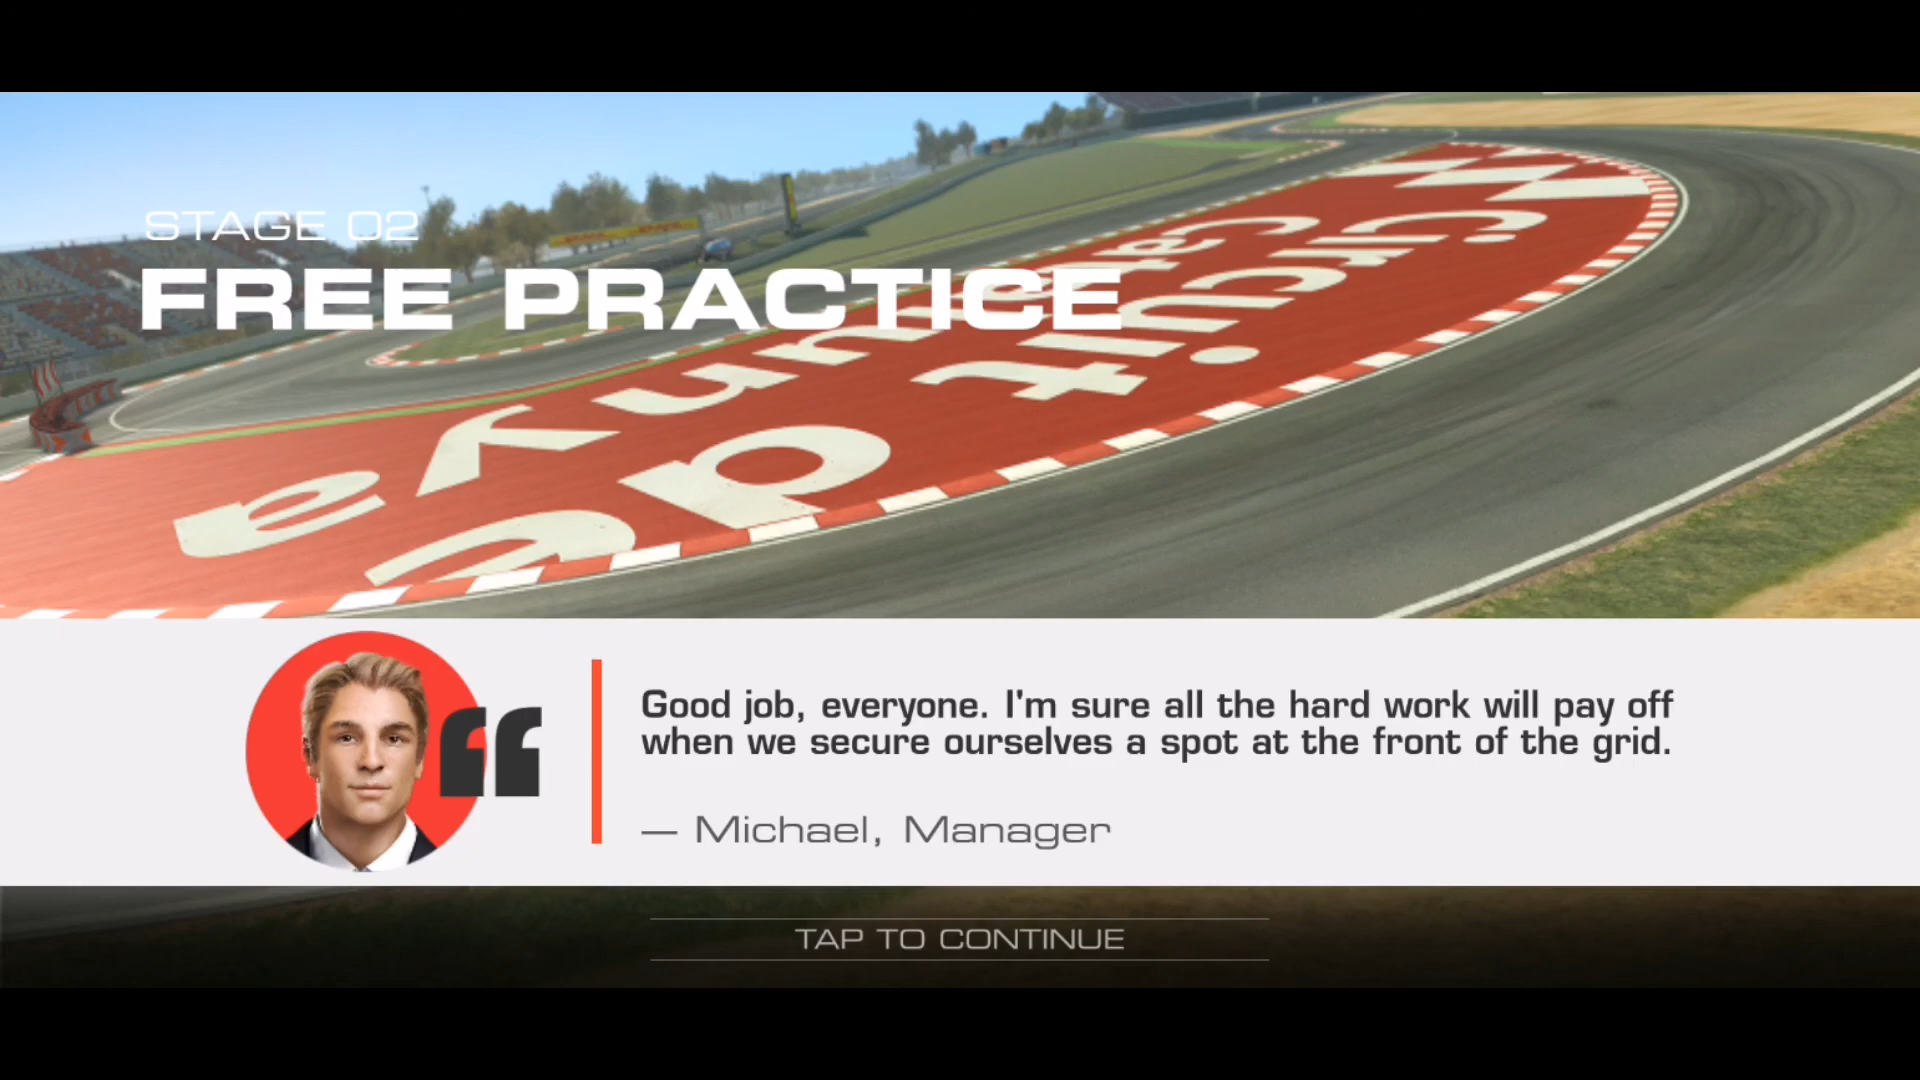 STAGE 02
FREE PRACTICE
Circuit de
Catalunya
Good job, everyone. I'm sure all the hard work will pay off
when we secure ourselves a spot at the front of the grid.
— Michael, Manager
TAP TO CONTINUE